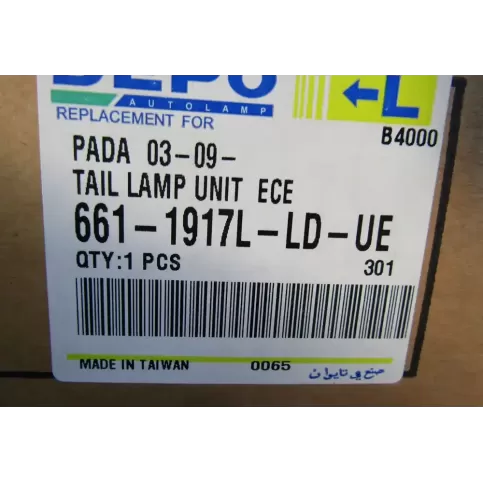 DEPO
AUTOLAMP
REPLACEMENT FOR
←L
B4000
PADA 03-09-
TAIL LAMP UNIT ECE
661-1917L-LD-UE
QTY:1 PCS
301
MADE IN TAIWAN
0065
صنع في تايوان